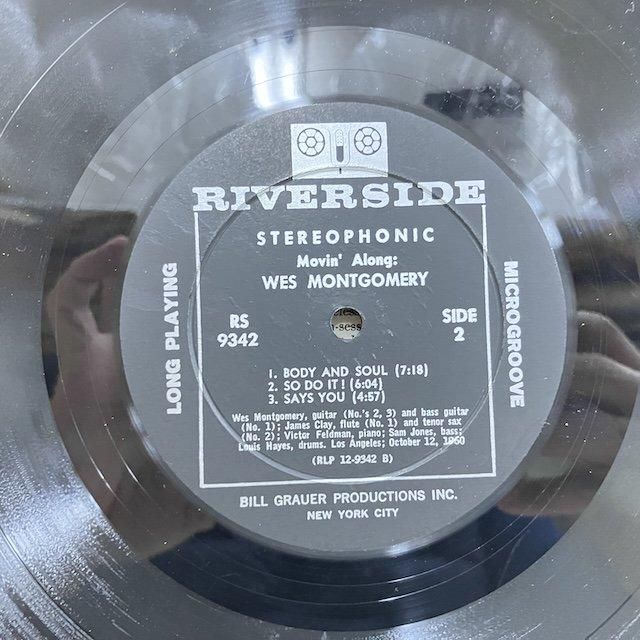 RIVERSIDE
STEREOPHONIC
Movin' Along:
WES MONTGOMERY
LONG PLAYING
MICROGROOVE
RS
9342
SIDE
2
1. BODY AND SOUL (7:18)
2. SO DO IT! (6:04)
3. SAYS YOU (4:57)
Wes Montgomery, guitar (No.'s 2, 3) and bass guitar
(No. 1); James Clay, flute (No. 1) and tenor sax
(No. 2); Victor Feldman, piano; Sam Jones, bass;
Louis Hayes, drums. Los Angeles; October 12, 1960
(RLP 12-9342 B)
BILL GRAUER PRODUCTIONS INC.
NEW YORK CITY